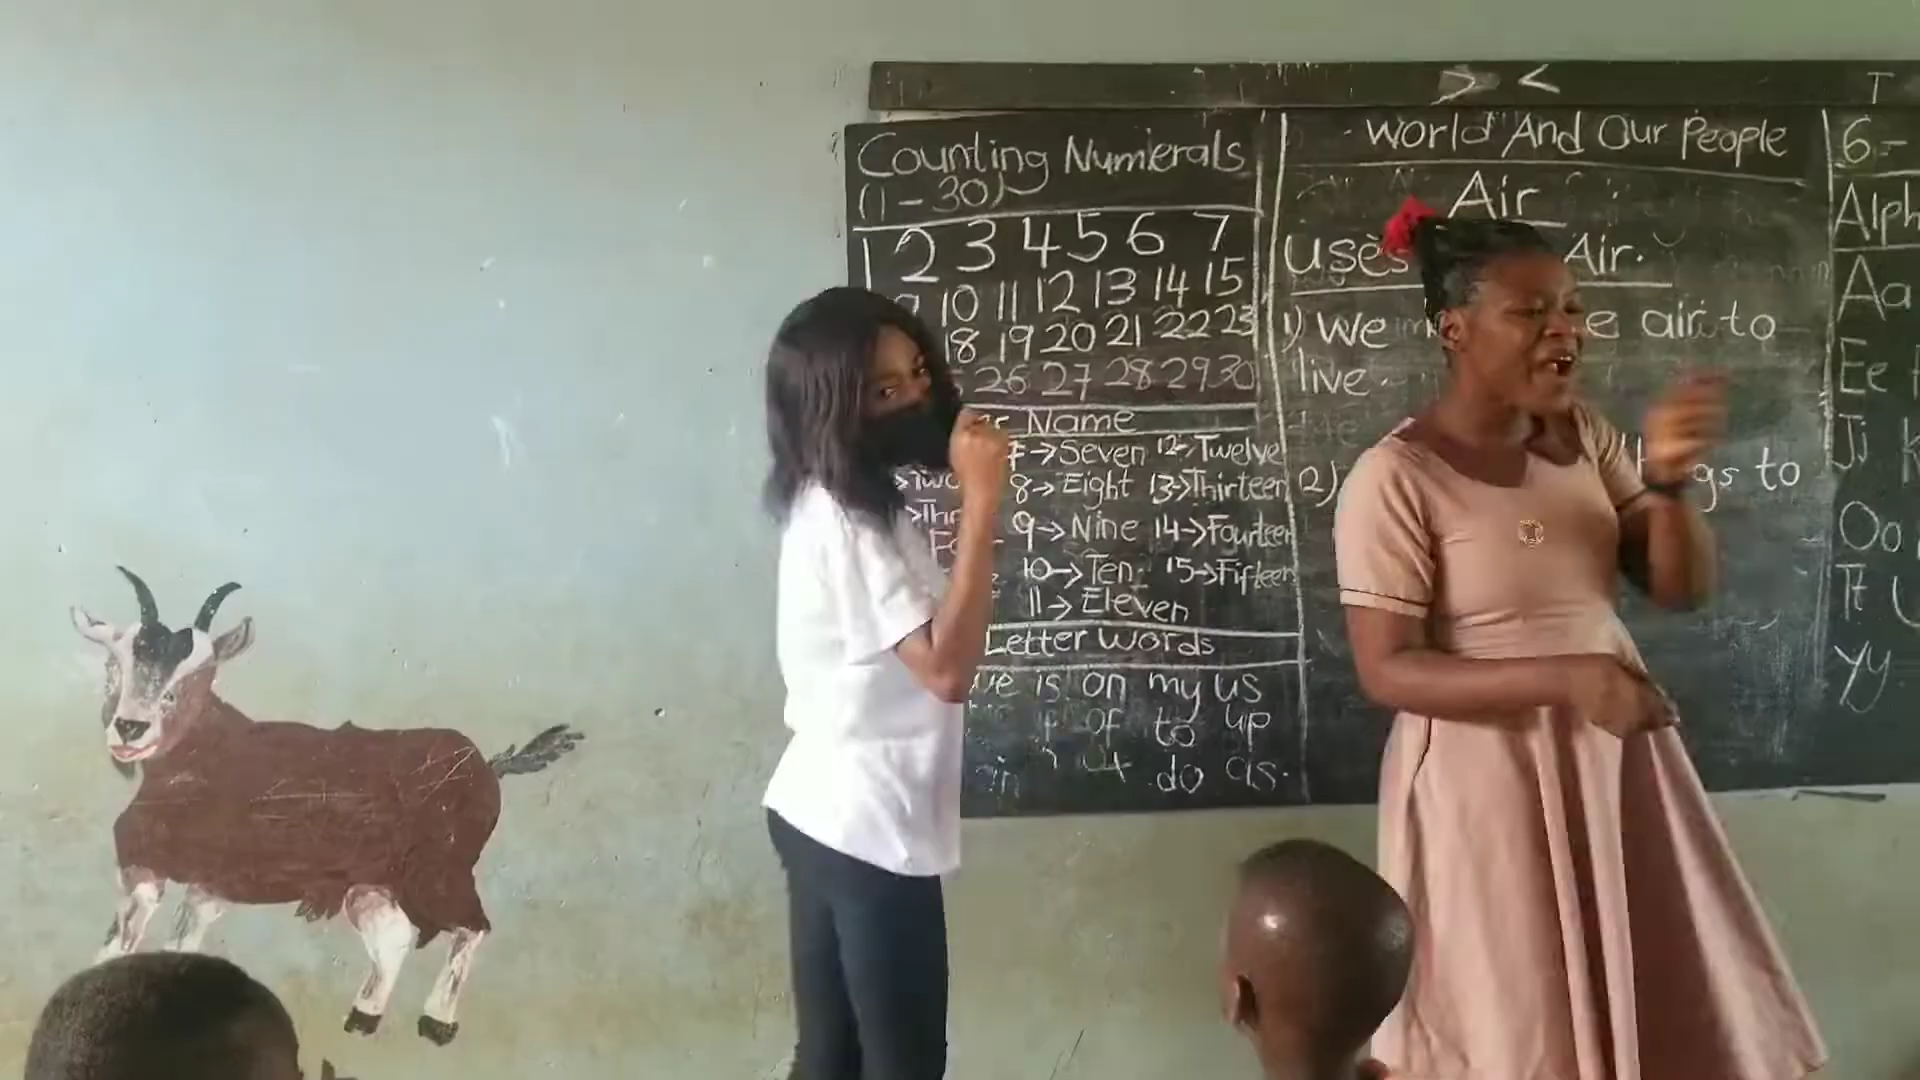 > <
T
Counting Numerals
(1 - 30)
1 2 3 4 5 6 7
10 11 12 13 14 15
18 19 20 21 22 23
26 27 28 29 30
Name
7 → Seven 12 → Twelve
Two 8 → Eight 13 → Thirteen
9 → Nine 14 → Fourteen
10 → Ten 15 → Fifteen
11 → Eleven
Letter Words
is on my us
of to up
do as.
World And Our People
Air
Uses Air.
1) We air to
live.
2) to
6 -
Alph
Aa
Ee
Jj
Oo
Tt U
Yy